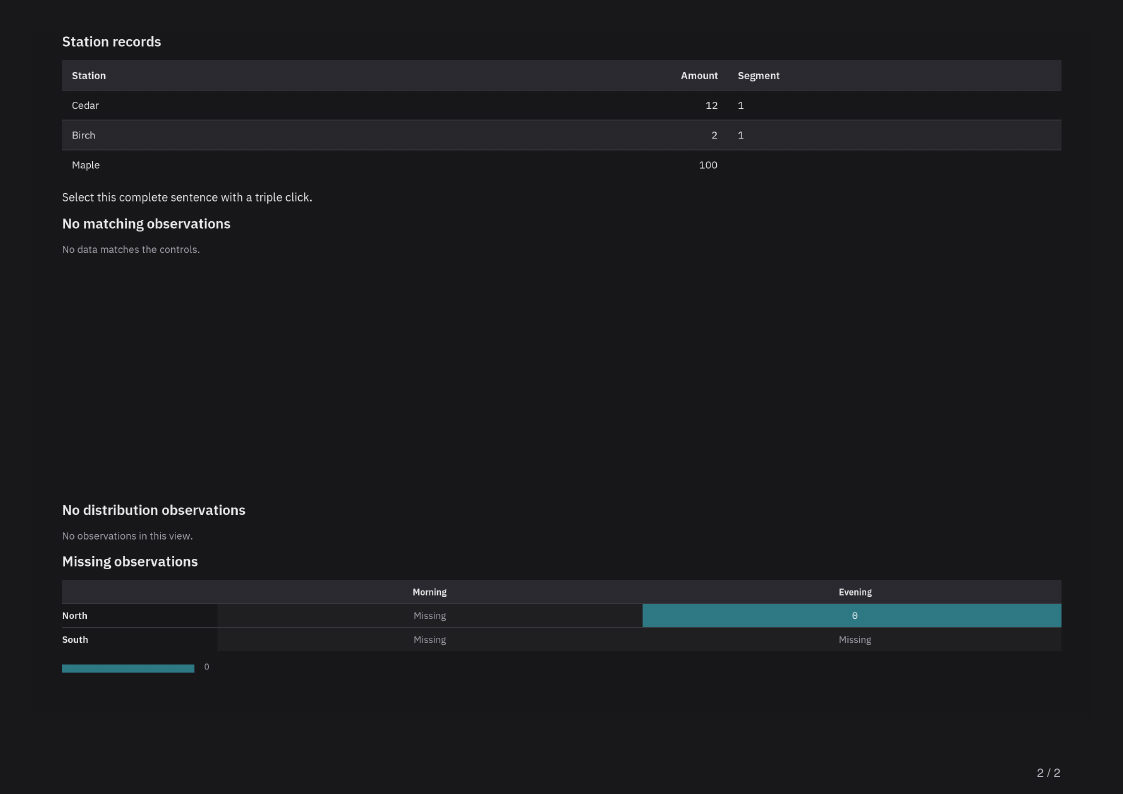 Station records
Station Amount Segment
Cedar 12 1
Birch 2 1
Maple 100
Select this complete sentence with a triple click.
No matching observations
No data matches the controls.
No distribution observations
No observations in this view.
Missing observations
Morning Evening
North Missing 0
South Missing Missing
0
2 / 2